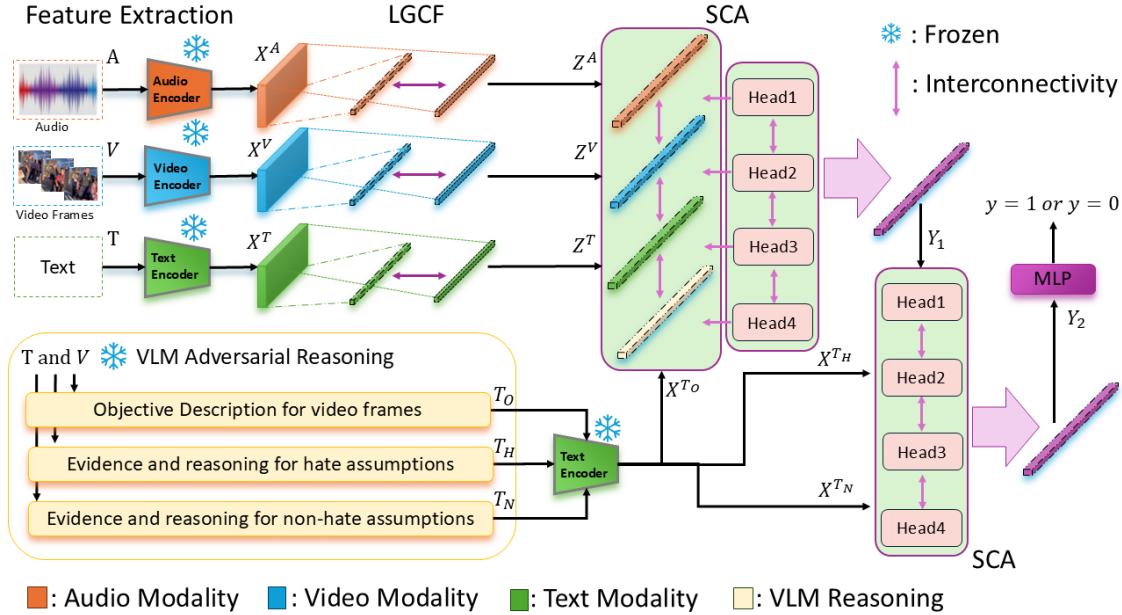 Feature Extraction
LGCF
SCA
: Frozen
: Interconnectivity
A
Audio Encoder
X^A
Z^A
Audio
V
Video Encoder
X^V
Z^V
Video Frames
T
Text
Text Encoder
X^T
Z^T
Head1
Head2
Head3
Head4
Y_1
y = 1 or y = 0
MLP
Y_2
T and V
VLM Adversarial Reasoning
Objective Description for video frames
T_O
Evidence and reasoning for hate assumptions
T_H
Evidence and reasoning for non-hate assumptions
T_N
Text Encoder
X^{T_O}
X^{T_H}
X^{T_N}
Head1
Head2
Head3
Head4
SCA
: Audio Modality
: Video Modality
: Text Modality
: VLM Reasoning